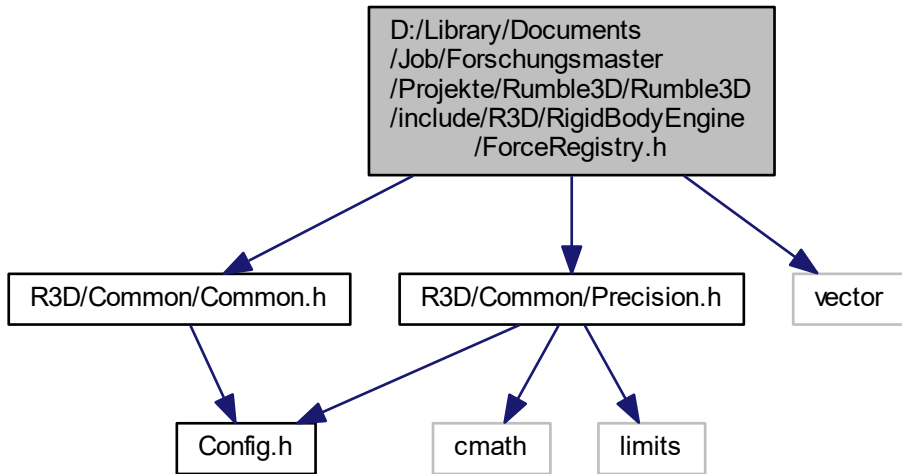 D:/Library/Documents
/Job/Forschungsmaster
/Projekte/Rumble3D/Rumble3D
/include/R3D/RigidBodyEngine
/ForceRegistry.h
R3D/Common/Common.h
R3D/Common/Precision.h
vector
Config.h
cmath
limits